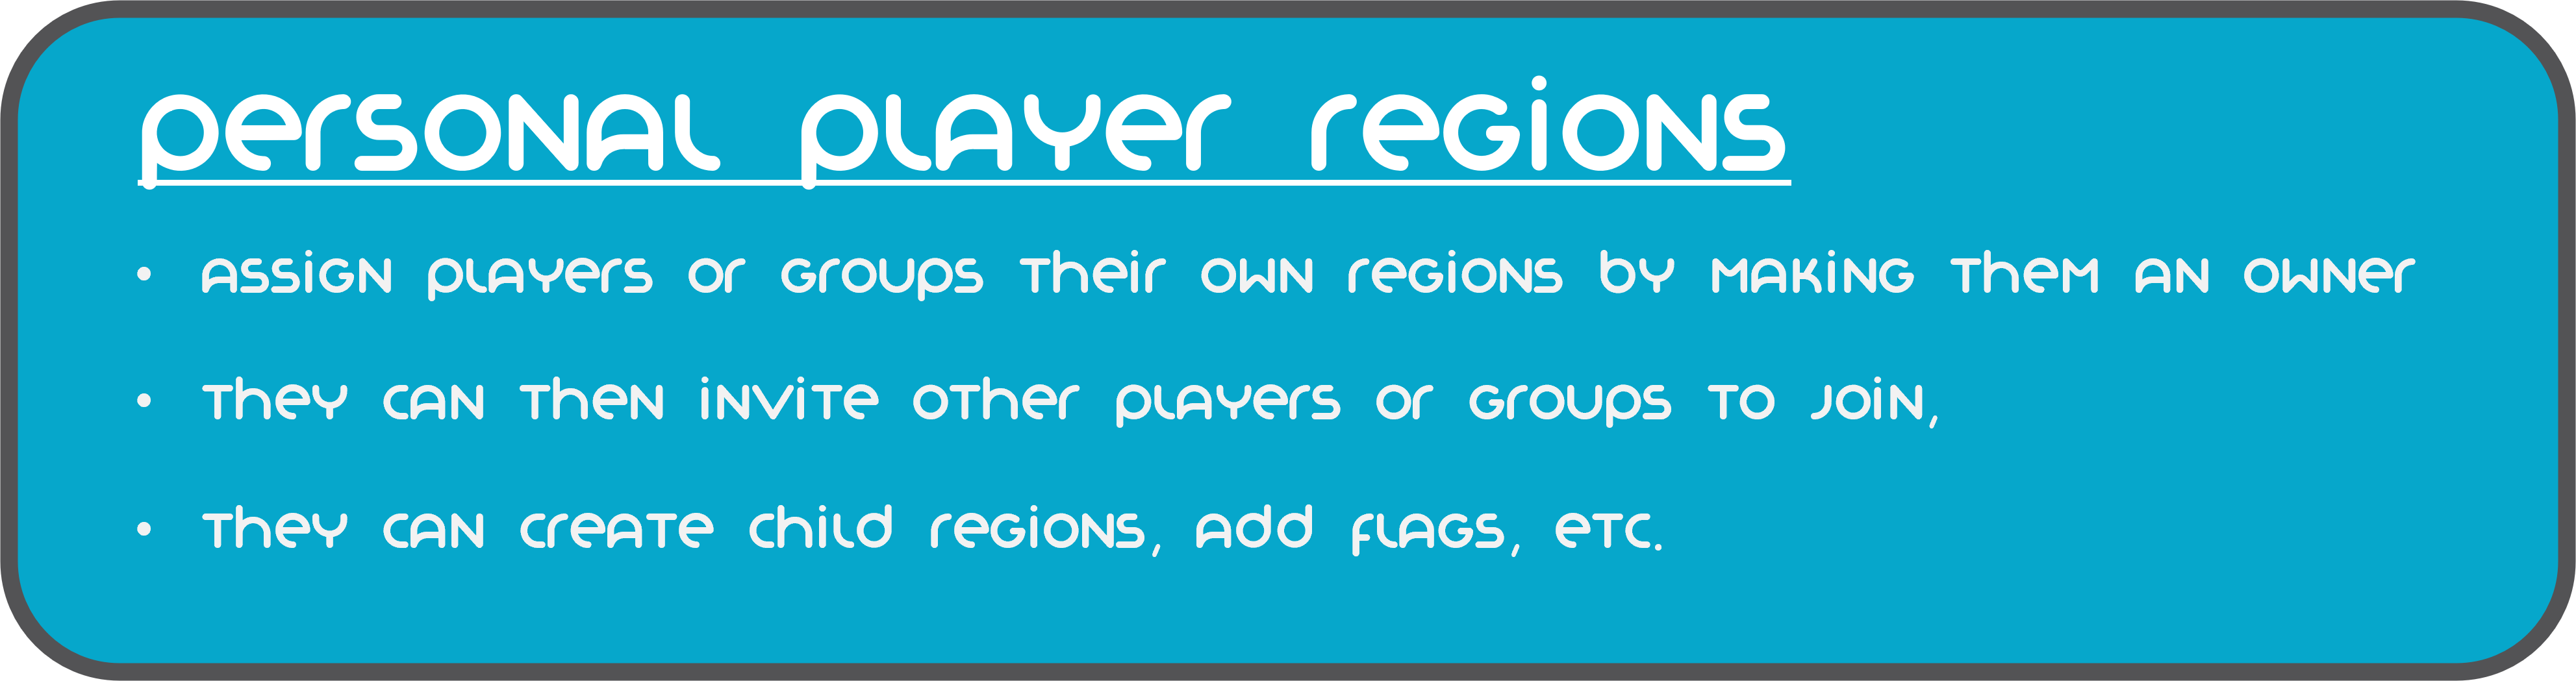 Personal Player Regions
• Assign players or groups their own regions by making them an owner
• They can then invite other players or groups to join,
• They can create child regions, add flags, etc.